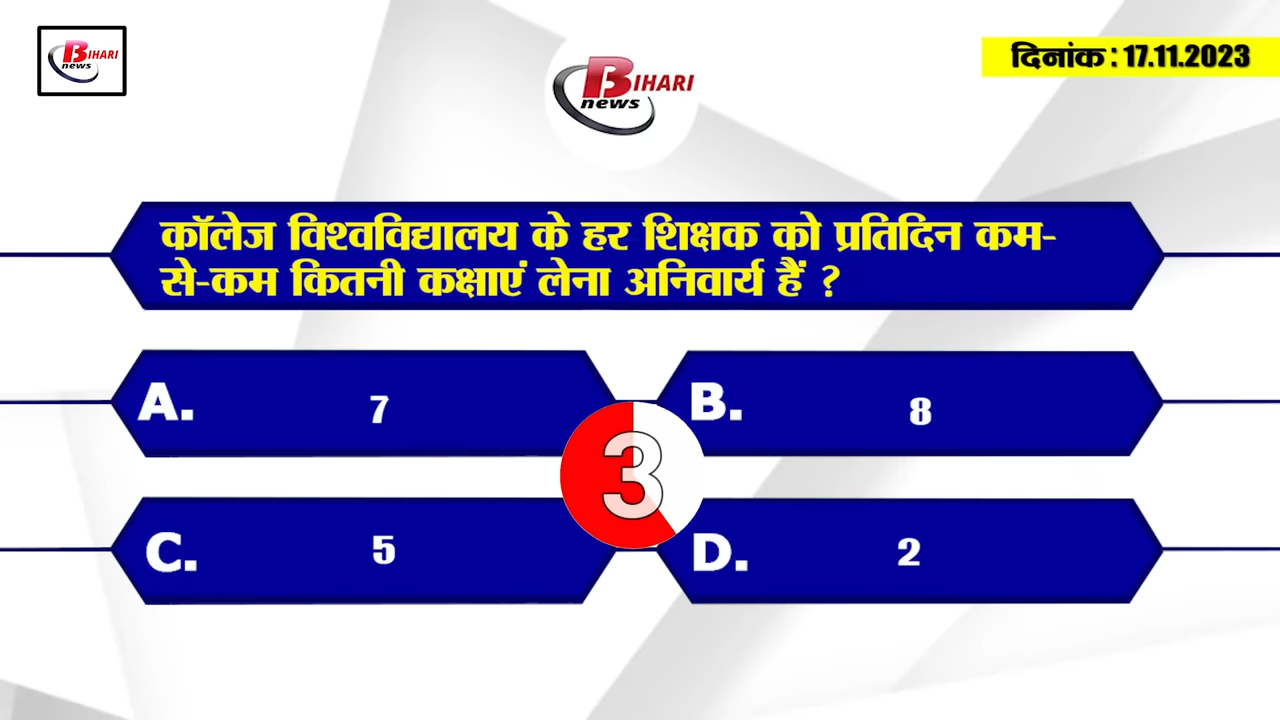 BIHARI
news
दिनांक : 17.11.2023
BIHARI
news
कॉलेज विश्वविद्यालय के हर शिक्षक को प्रतिदिन कम-
से-कम कितनी कक्षाएं लेना अनिवार्य हैं ?
A. 7
B. 8
3
C. 5
D. 2